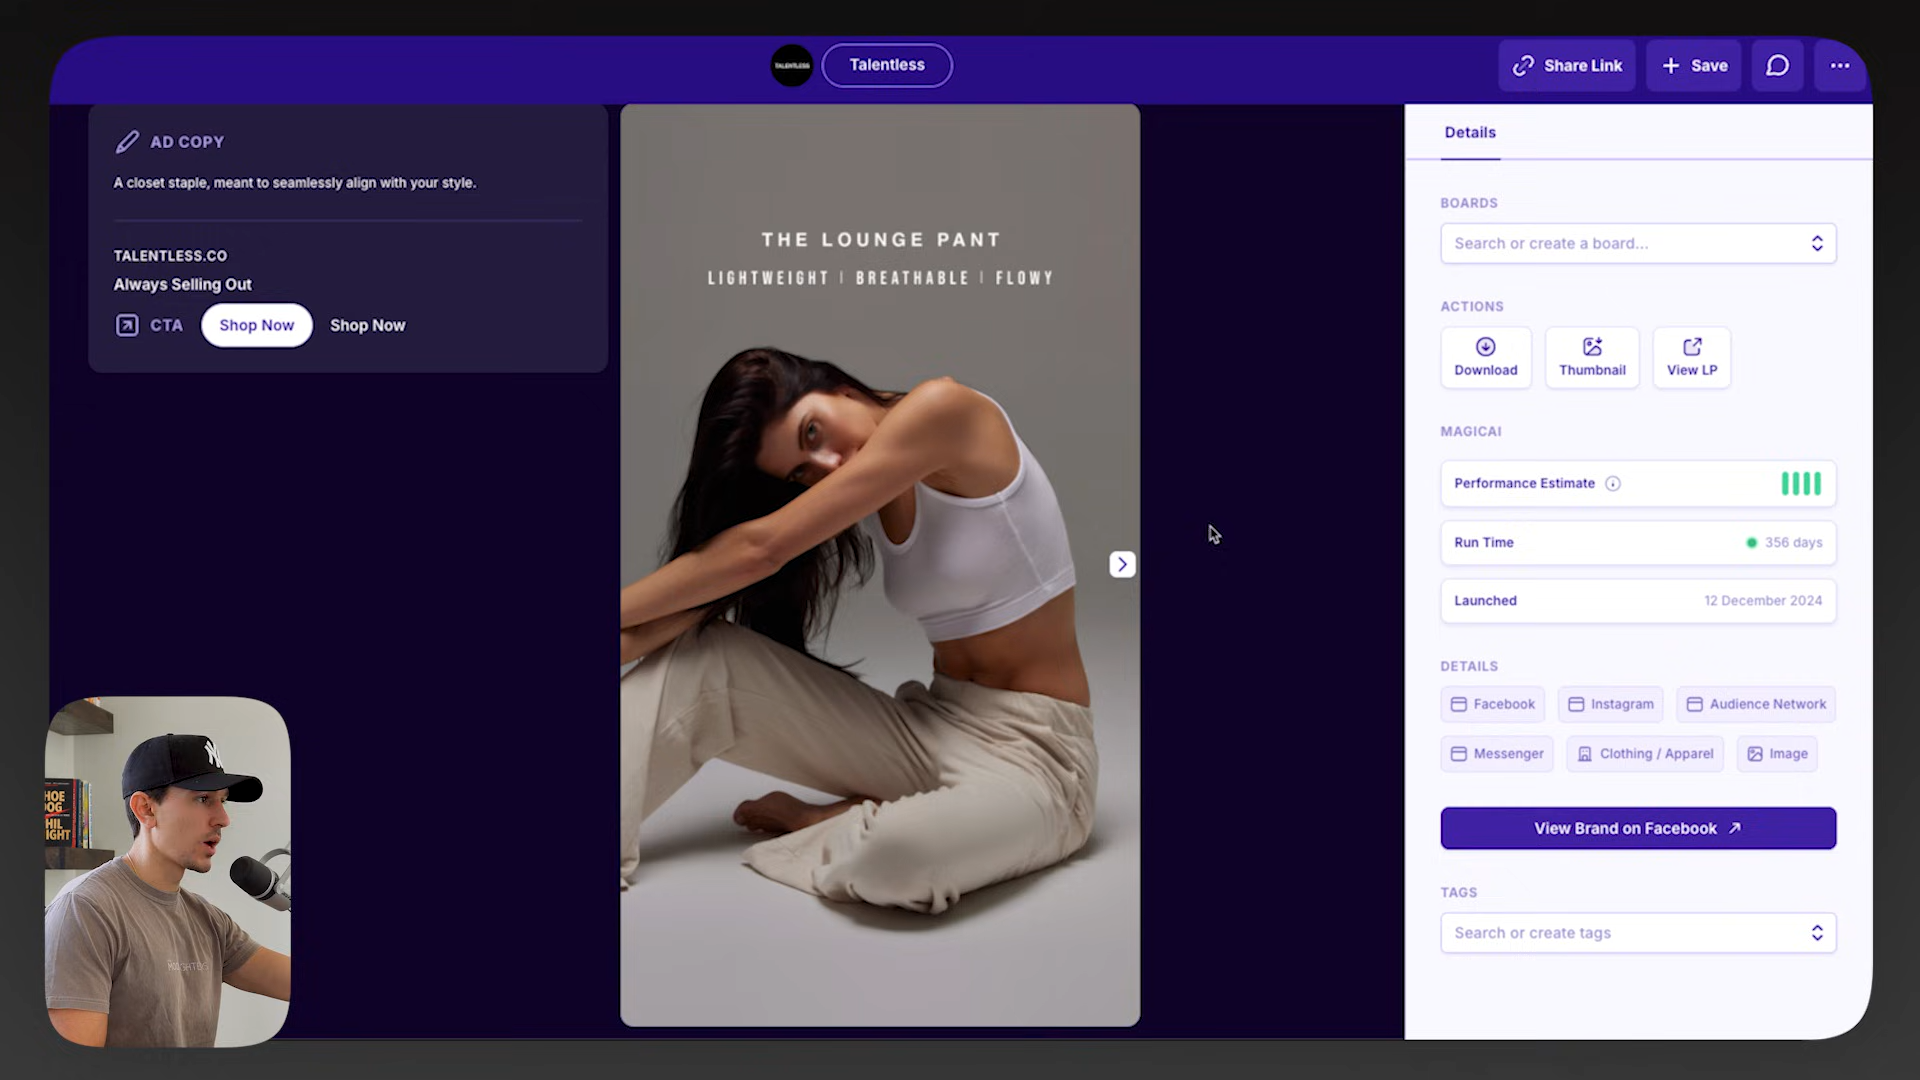 TALENTLESS
Talentless
Share Link
Save
AD COPY
A closet staple, meant to seamlessly align with your style.
TALENTLESS.CO
Always Selling Out
CTA
Shop Now
Shop Now
THE LOUNGE PANT
LIGHTWEIGHT | BREATHABLE | FLOWY
Details
BOARDS
Search or create a board...
ACTIONS
Download
Thumbnail
View LP
MAGICAI
Performance Estimate
Run Time
356 days
Launched
12 December 2024
DETAILS
Facebook
Instagram
Audience Network
Messenger
Clothing / Apparel
Image
View Brand on Facebook
TAGS
Search or create tags